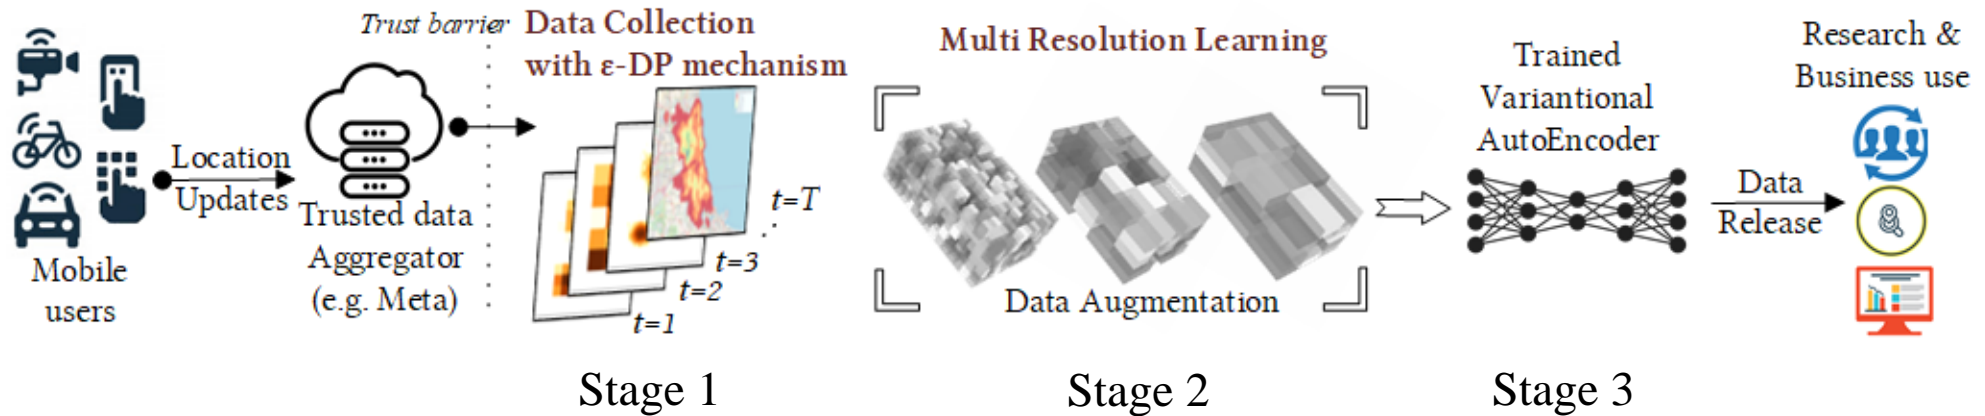 Mobile
users
Location
Updates
Trusted data
Aggregator
(e.g. Meta)
Trust barrier
Data Collection
with ε-DP mechanism
t=1
t=2
t=3
t=T
Stage 1
Multi Resolution Learning
Data Augmentation
Stage 2
Trained
Variantional
AutoEncoder
Stage 3
Data
Release
Research &
Business use